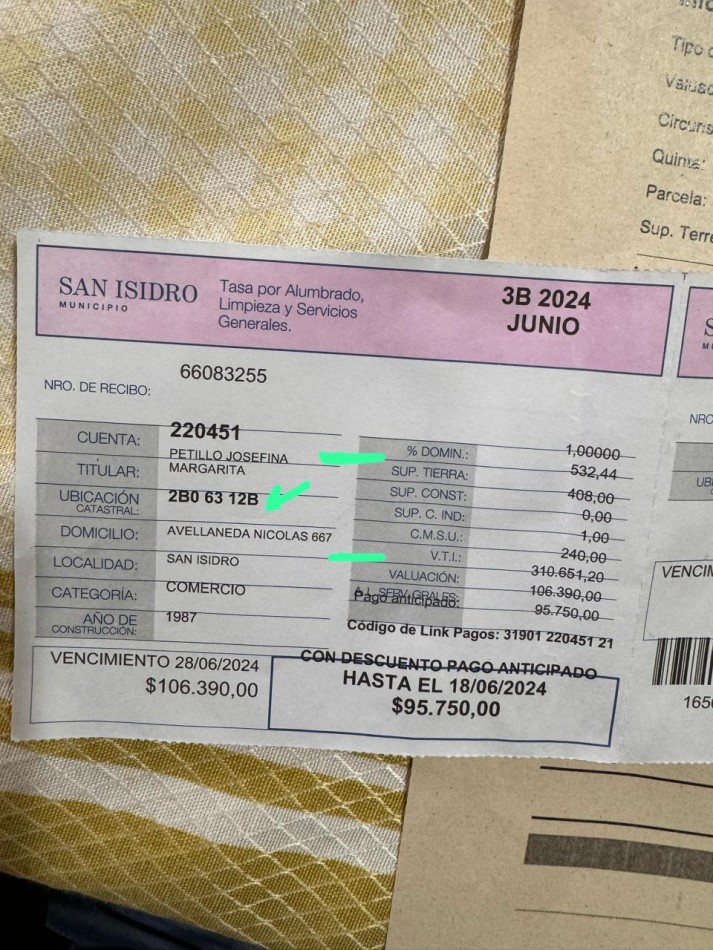 Tipo
Circuns
Quinta:
Parcela:
Sup. Terre
SAN ISIDRO
MUNICIPIO
Tasa por Alumbrado,
Limpieza y Servicios
Generales.
3B 2024
JUNIO
NRO. DE RECIBO: 66083255
CUENTA: 220451
TITULAR: PETILLO JOSEFINA
MARGARITA
UBICACIÓN
CATASTRAL: 2B0 63 12B
DOMICILIO: AVELLANEDA NICOLAS 667
LOCALIDAD: SAN ISIDRO
CATEGORÍA: COMERCIO
AÑO DE
CONSTRUCCIÓN: 1987
% DOMIN.: 1,00000
SUP. TIERRA: 532,44
SUP. CONST: 408,00
SUP. C. IND: 0,00
C.M.S.U.: 1,00
V.T.I.: 240,00
VALUACIÓN: 310.651,20
A.L.SERV.GRALES: 106.390,00
Pago anticipado: 95.750,00
Código de Link Pagos: 31901 220451 21
VENCIMIENTO 28/06/2024
$106.390,00
CON DESCUENTO PAGO ANTICIPADO
HASTA EL 18/06/2024
$95.750,00
NRO
UBI
VENCIM
1650